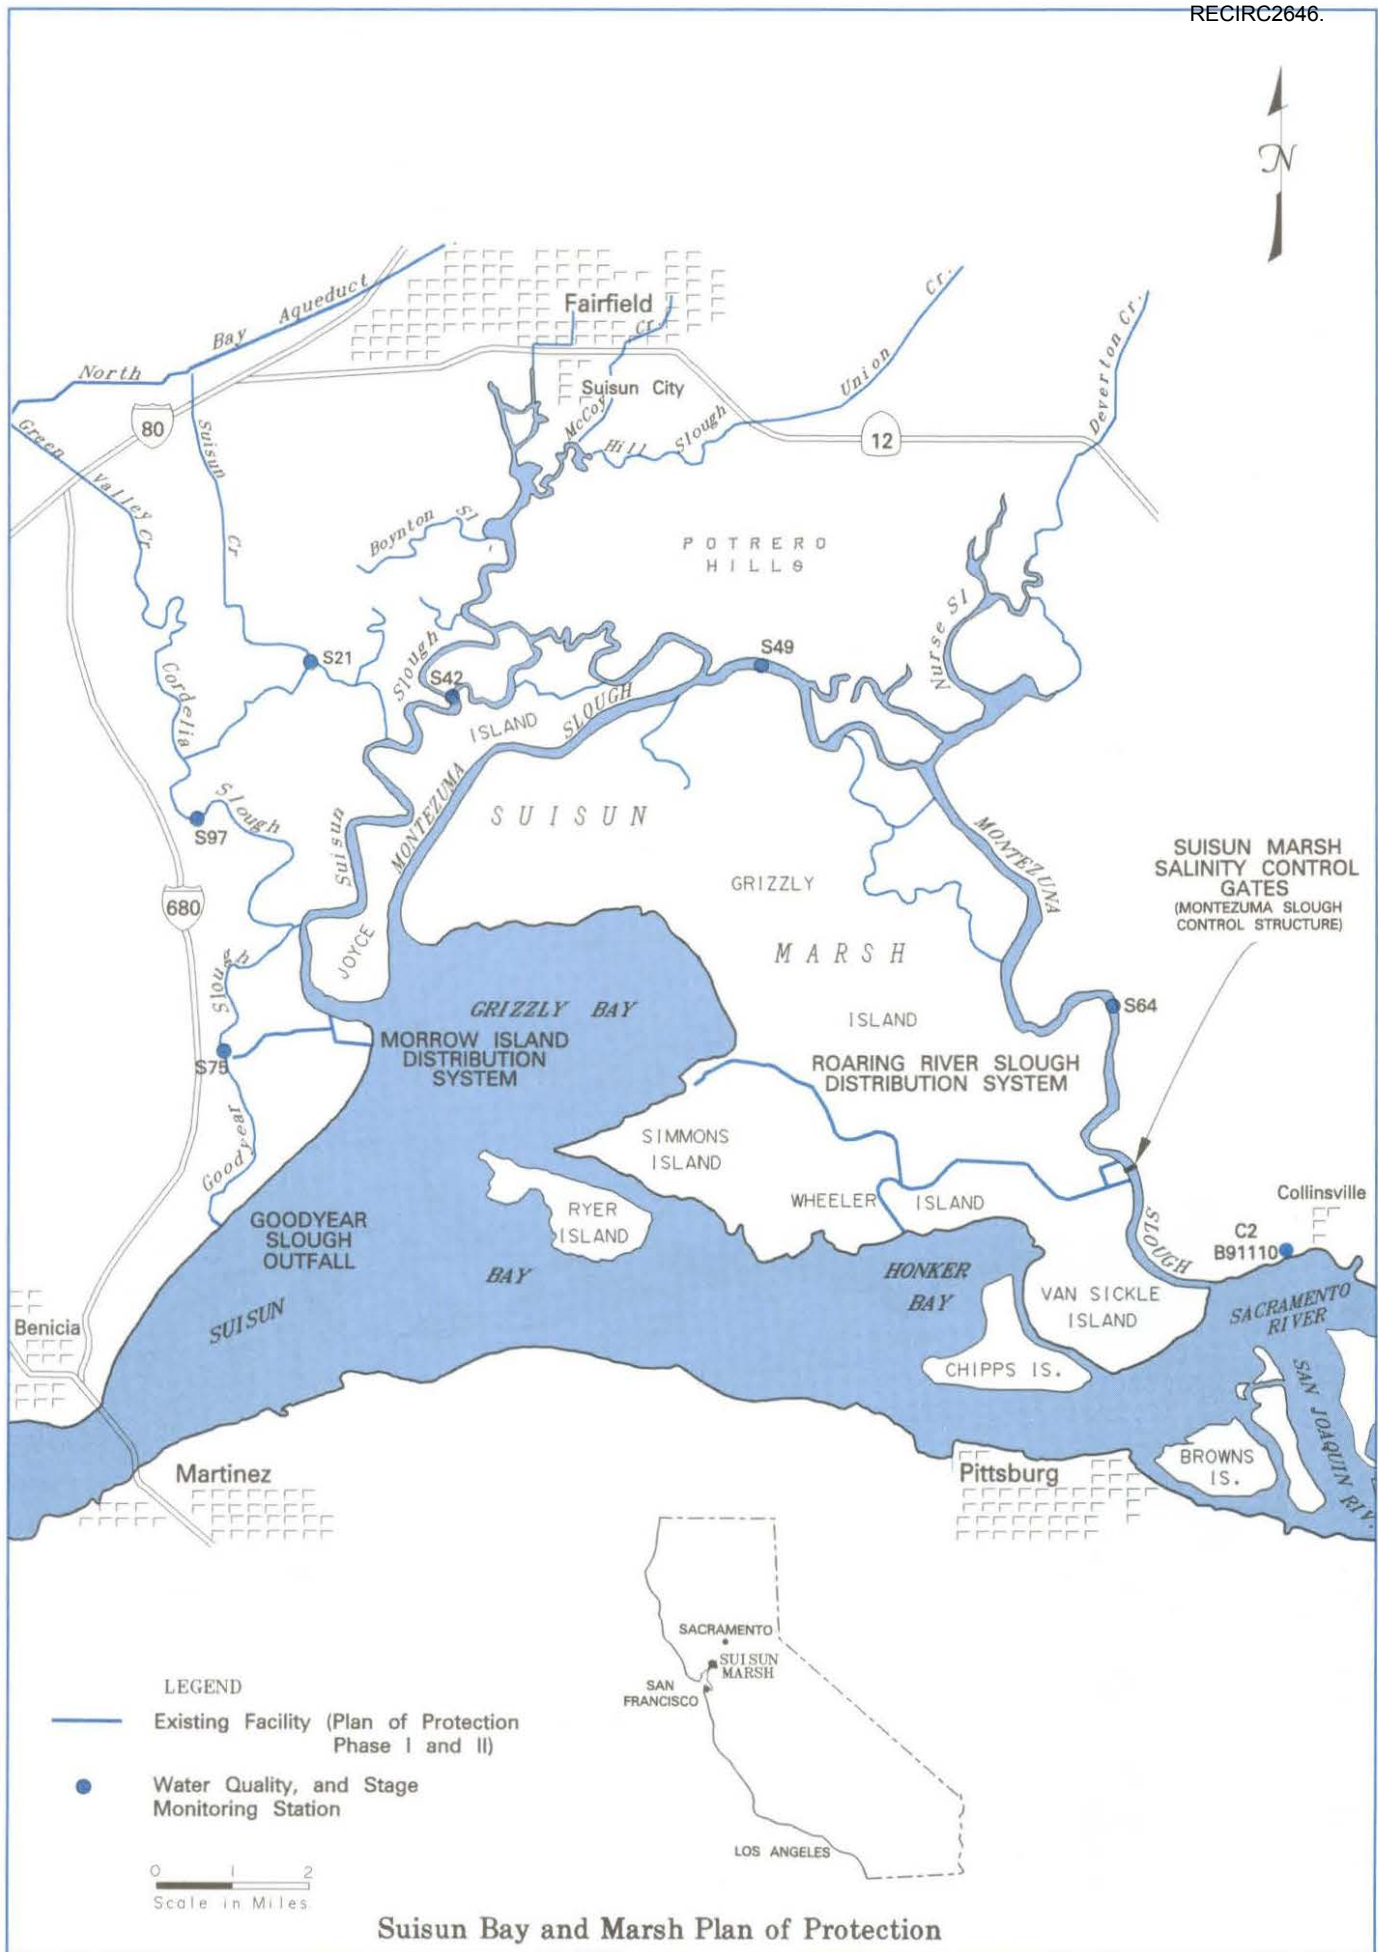 RECIRC2646.
N
North Bay Aqueduct
Fairfield
Cr.
Union Cr.
Deverton Cr.
Suisun City
McCoy
Hill Slough
80
12
Green Valley Cr
Suisun Cr
Boynton Sl
POTRERO
HILLS
Nurse Sl
Cordelia Slough
S21
Slough
S42
S49
ISLAND
SLOUGH
MONTEZUMA
SUISUN
Suisun
S97
680
GRIZZLY
MONTEZUNA
SUISUN MARSH
SALINITY CONTROL
GATES
(MONTEZUMA SLOUGH
CONTROL STRUCTURE)
JOYCE
MARSH
Slough
GRIZZLY BAY
ISLAND
S64
MORROW ISLAND
DISTRIBUTION
SYSTEM
ROARING RIVER SLOUGH
DISTRIBUTION SYSTEM
S75
Goodyear
SIMMONS
ISLAND
WHEELER ISLAND
RYER
ISLAND
SLOUGH
Collinsville
C2
B91110
GOODYEAR
SLOUGH
OUTFALL
BAY
HONKER
BAY
VAN SICKLE
ISLAND
SACRAMENTO
RIVER
SUISUN
Benicia
CHIPPS IS.
SAN JOAQUIN RIV.
BROWNS
IS.
Martinez
Pittsburg
SACRAMENTO
SUISUN
MARSH
SAN
FRANCISCO
LOS ANGELES
LEGEND
Existing Facility (Plan of Protection
Phase I and II)
Water Quality, and Stage
Monitoring Station
0 1 2
Scale in Miles
Suisun Bay and Marsh Plan of Protection